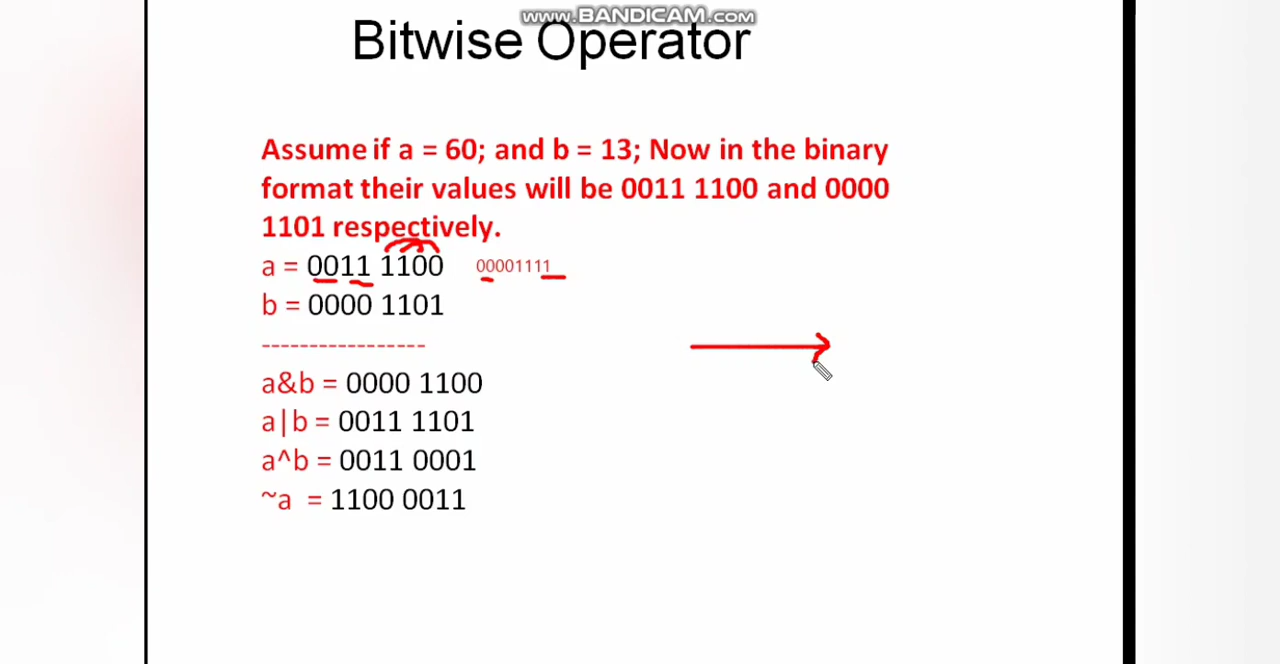 www.BANDICAM.com
Bitwise Operator
Assume if a = 60; and b = 13; Now in the binary
format their values will be 0011 1100 and 0000
1101 respectively.
a = 0011 1100 00001111
b = 0000 1101
-----------------
a&b = 0000 1100
a|b = 0011 1101
a^b = 0011 0001
~a = 1100 0011